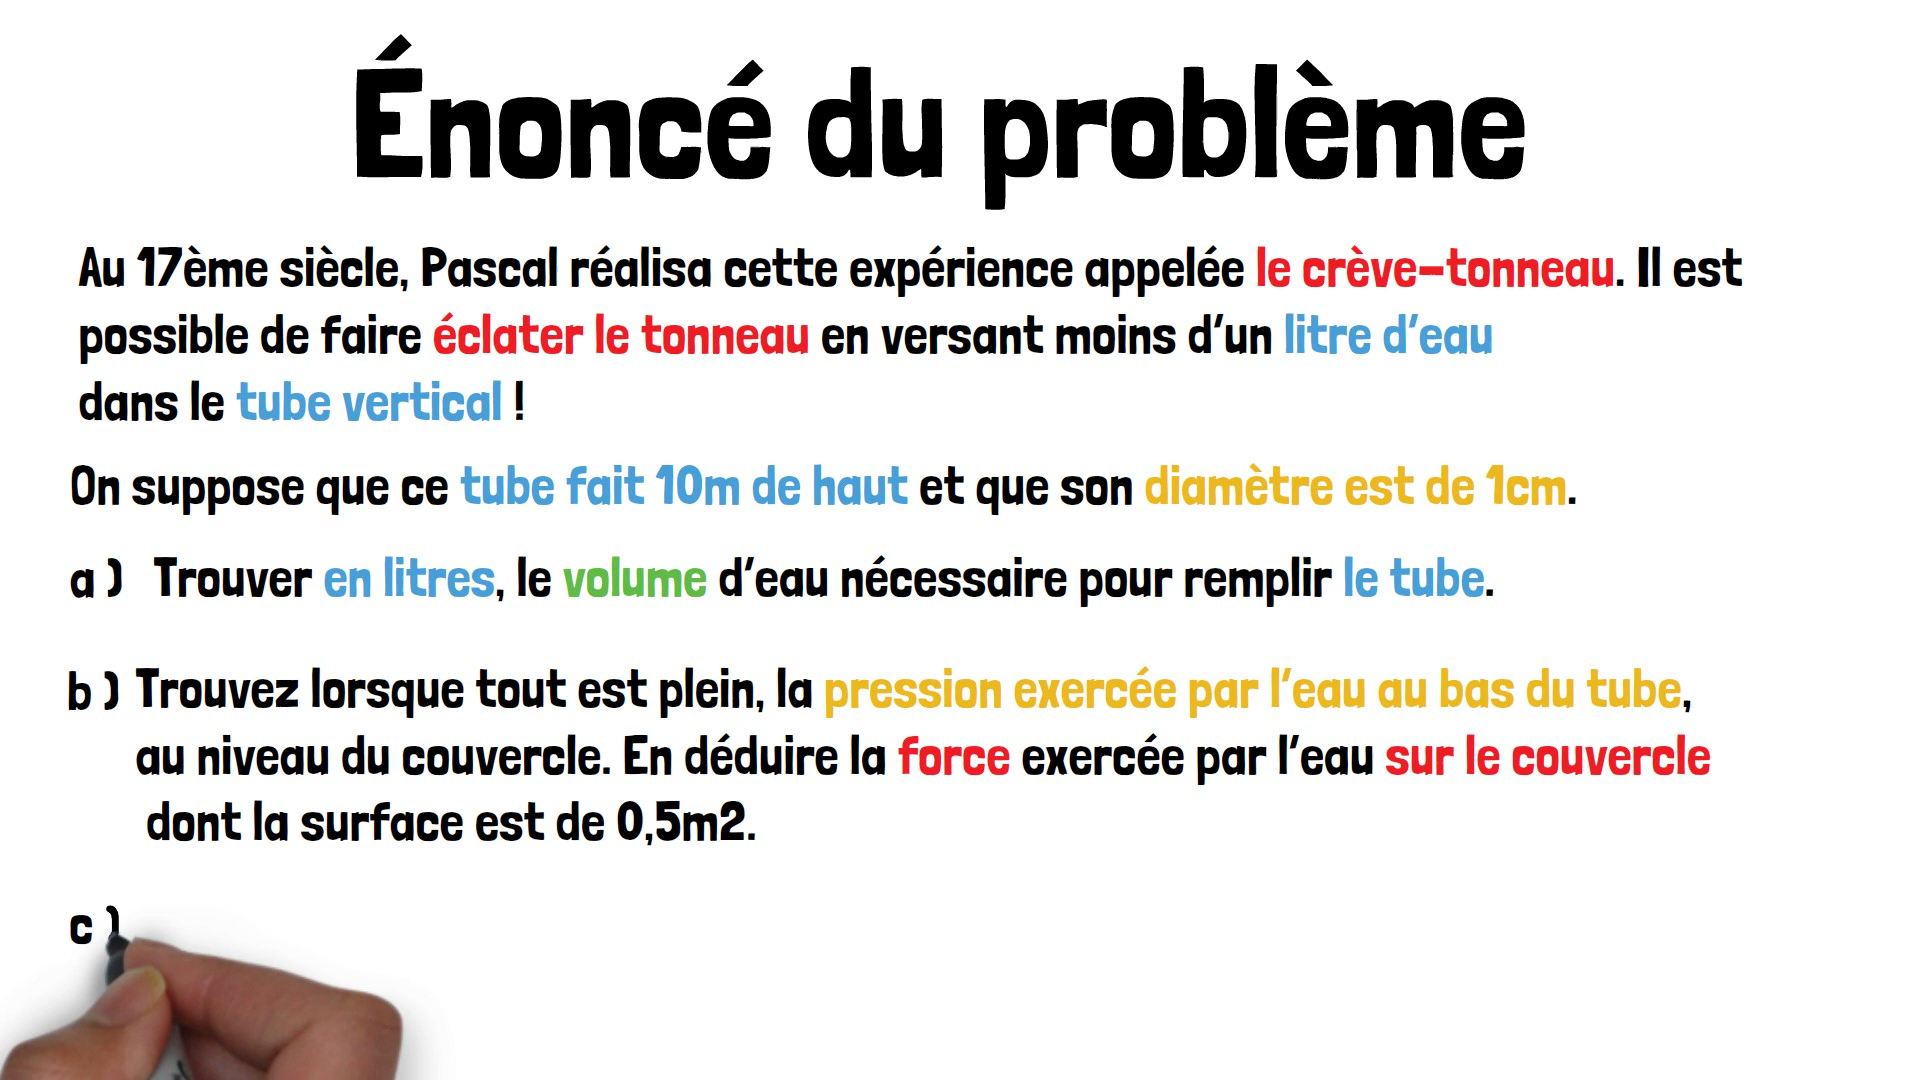 Énoncé du problème
Au 17ème siècle, Pascal réalisa cette expérience appelée le crève-tonneau. Il est
possible de faire éclater le tonneau en versant moins d'un litre d'eau
dans le tube vertical !
On suppose que ce tube fait 10m de haut et que son diamètre est de 1cm.
a ) Trouver en litres, le volume d'eau nécessaire pour remplir le tube.
b ) Trouvez lorsque tout est plein, la pression exercée par l'eau au bas du tube,
au niveau du couvercle. En déduire la force exercée par l'eau sur le couvercle
dont la surface est de 0,5m2.
c )